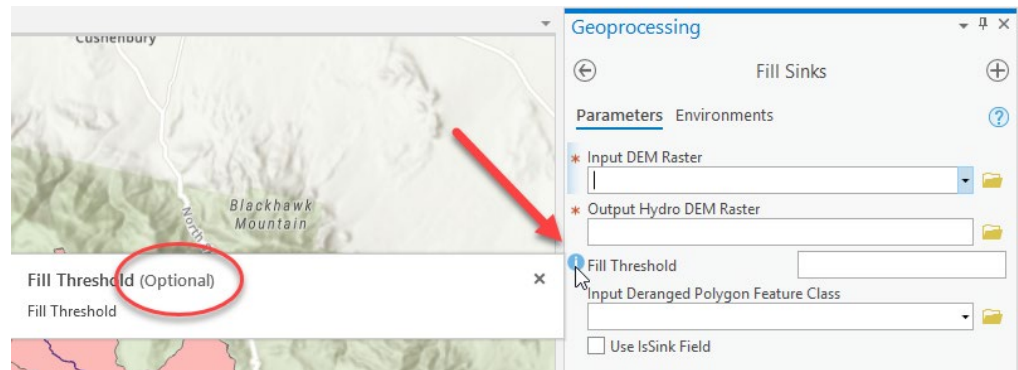 Cushenbury
Blackhawk
Mountain
North
Fill Threshold (Optional)
Fill Threshold
Geoprocessing
Fill Sinks
Parameters Environments
* Input DEM Raster
* Output Hydro DEM Raster
Fill Threshold
Input Deranged Polygon Feature Class
Use IsSink Field